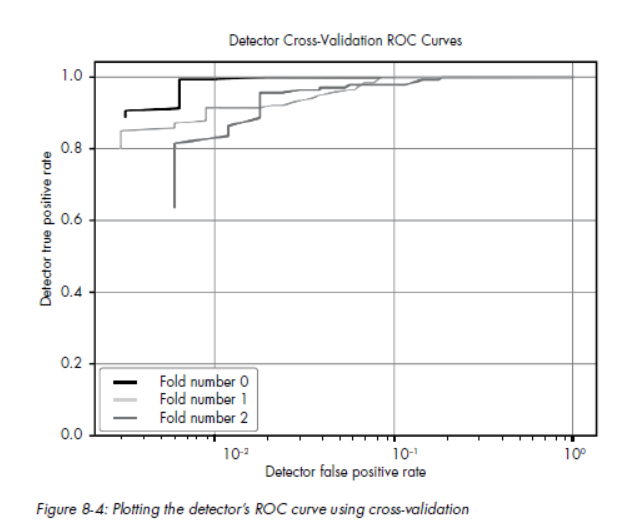 Detector Cross-Validation ROC Curves
1.0
0.8
0.6
0.4
0.2
0.0
Detector true positive rate
Fold number 0
Fold number 1
Fold number 2
10⁻² 10⁻¹ 10⁰
Detector false positive rate
Figure 8-4: Plotting the detector's ROC curve using cross-validation